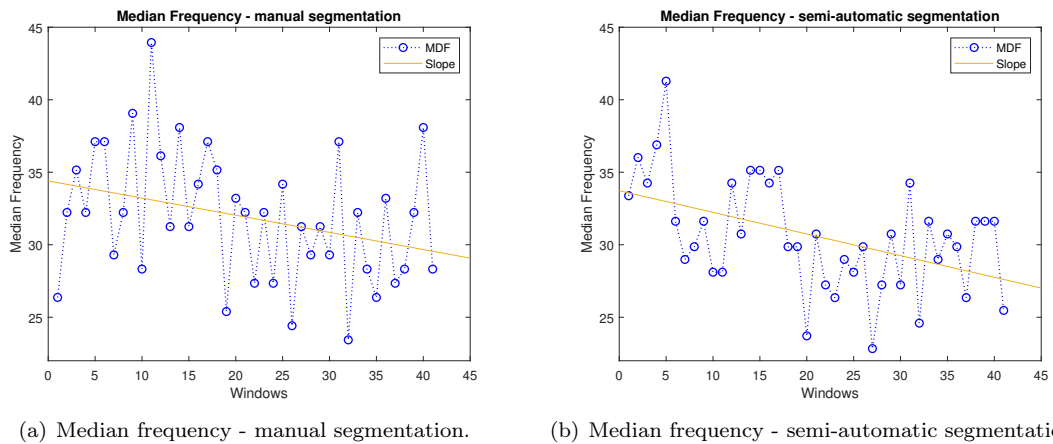 Median Frequency - manual segmentation
45
40
35
30
25
Median Frequency
0 5 10 15 20 25 30 35 40 45
Windows
MDF
Slope
(a) Median frequency - manual segmentation.
Median Frequency - semi-automatic segmentation
45
40
35
30
25
Median Frequency
0 5 10 15 20 25 30 35 40 45
Windows
MDF
Slope
(b) Median frequency - semi-automatic segmentatio